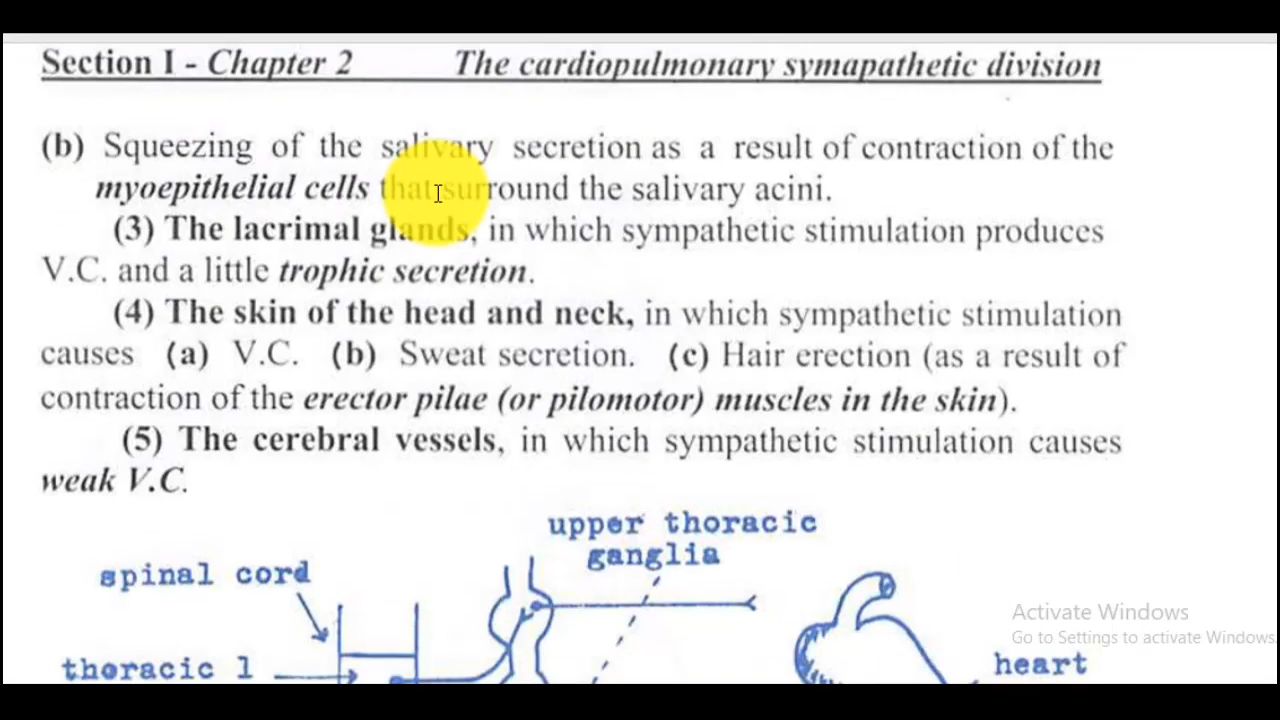 Section I - Chapter 2 The cardiopulmonary symapathetic division
(b) Squeezing of the salivary secretion as a result of contraction of the
myoepithelial cells that surround the salivary acini.
(3) The lacrimal glands, in which sympathetic stimulation produces
V.C. and a little trophic secretion.
(4) The skin of the head and neck, in which sympathetic stimulation
causes (a) V.C. (b) Sweat secretion. (c) Hair erection (as a result of
contraction of the erector pilae (or pilomotor) muscles in the skin).
(5) The cerebral vessels, in which sympathetic stimulation causes
weak V.C.
upper thoracic
ganglia
spinal cord
thoracic 1
heart
Activate Windows
Go to Settings to activate Windows